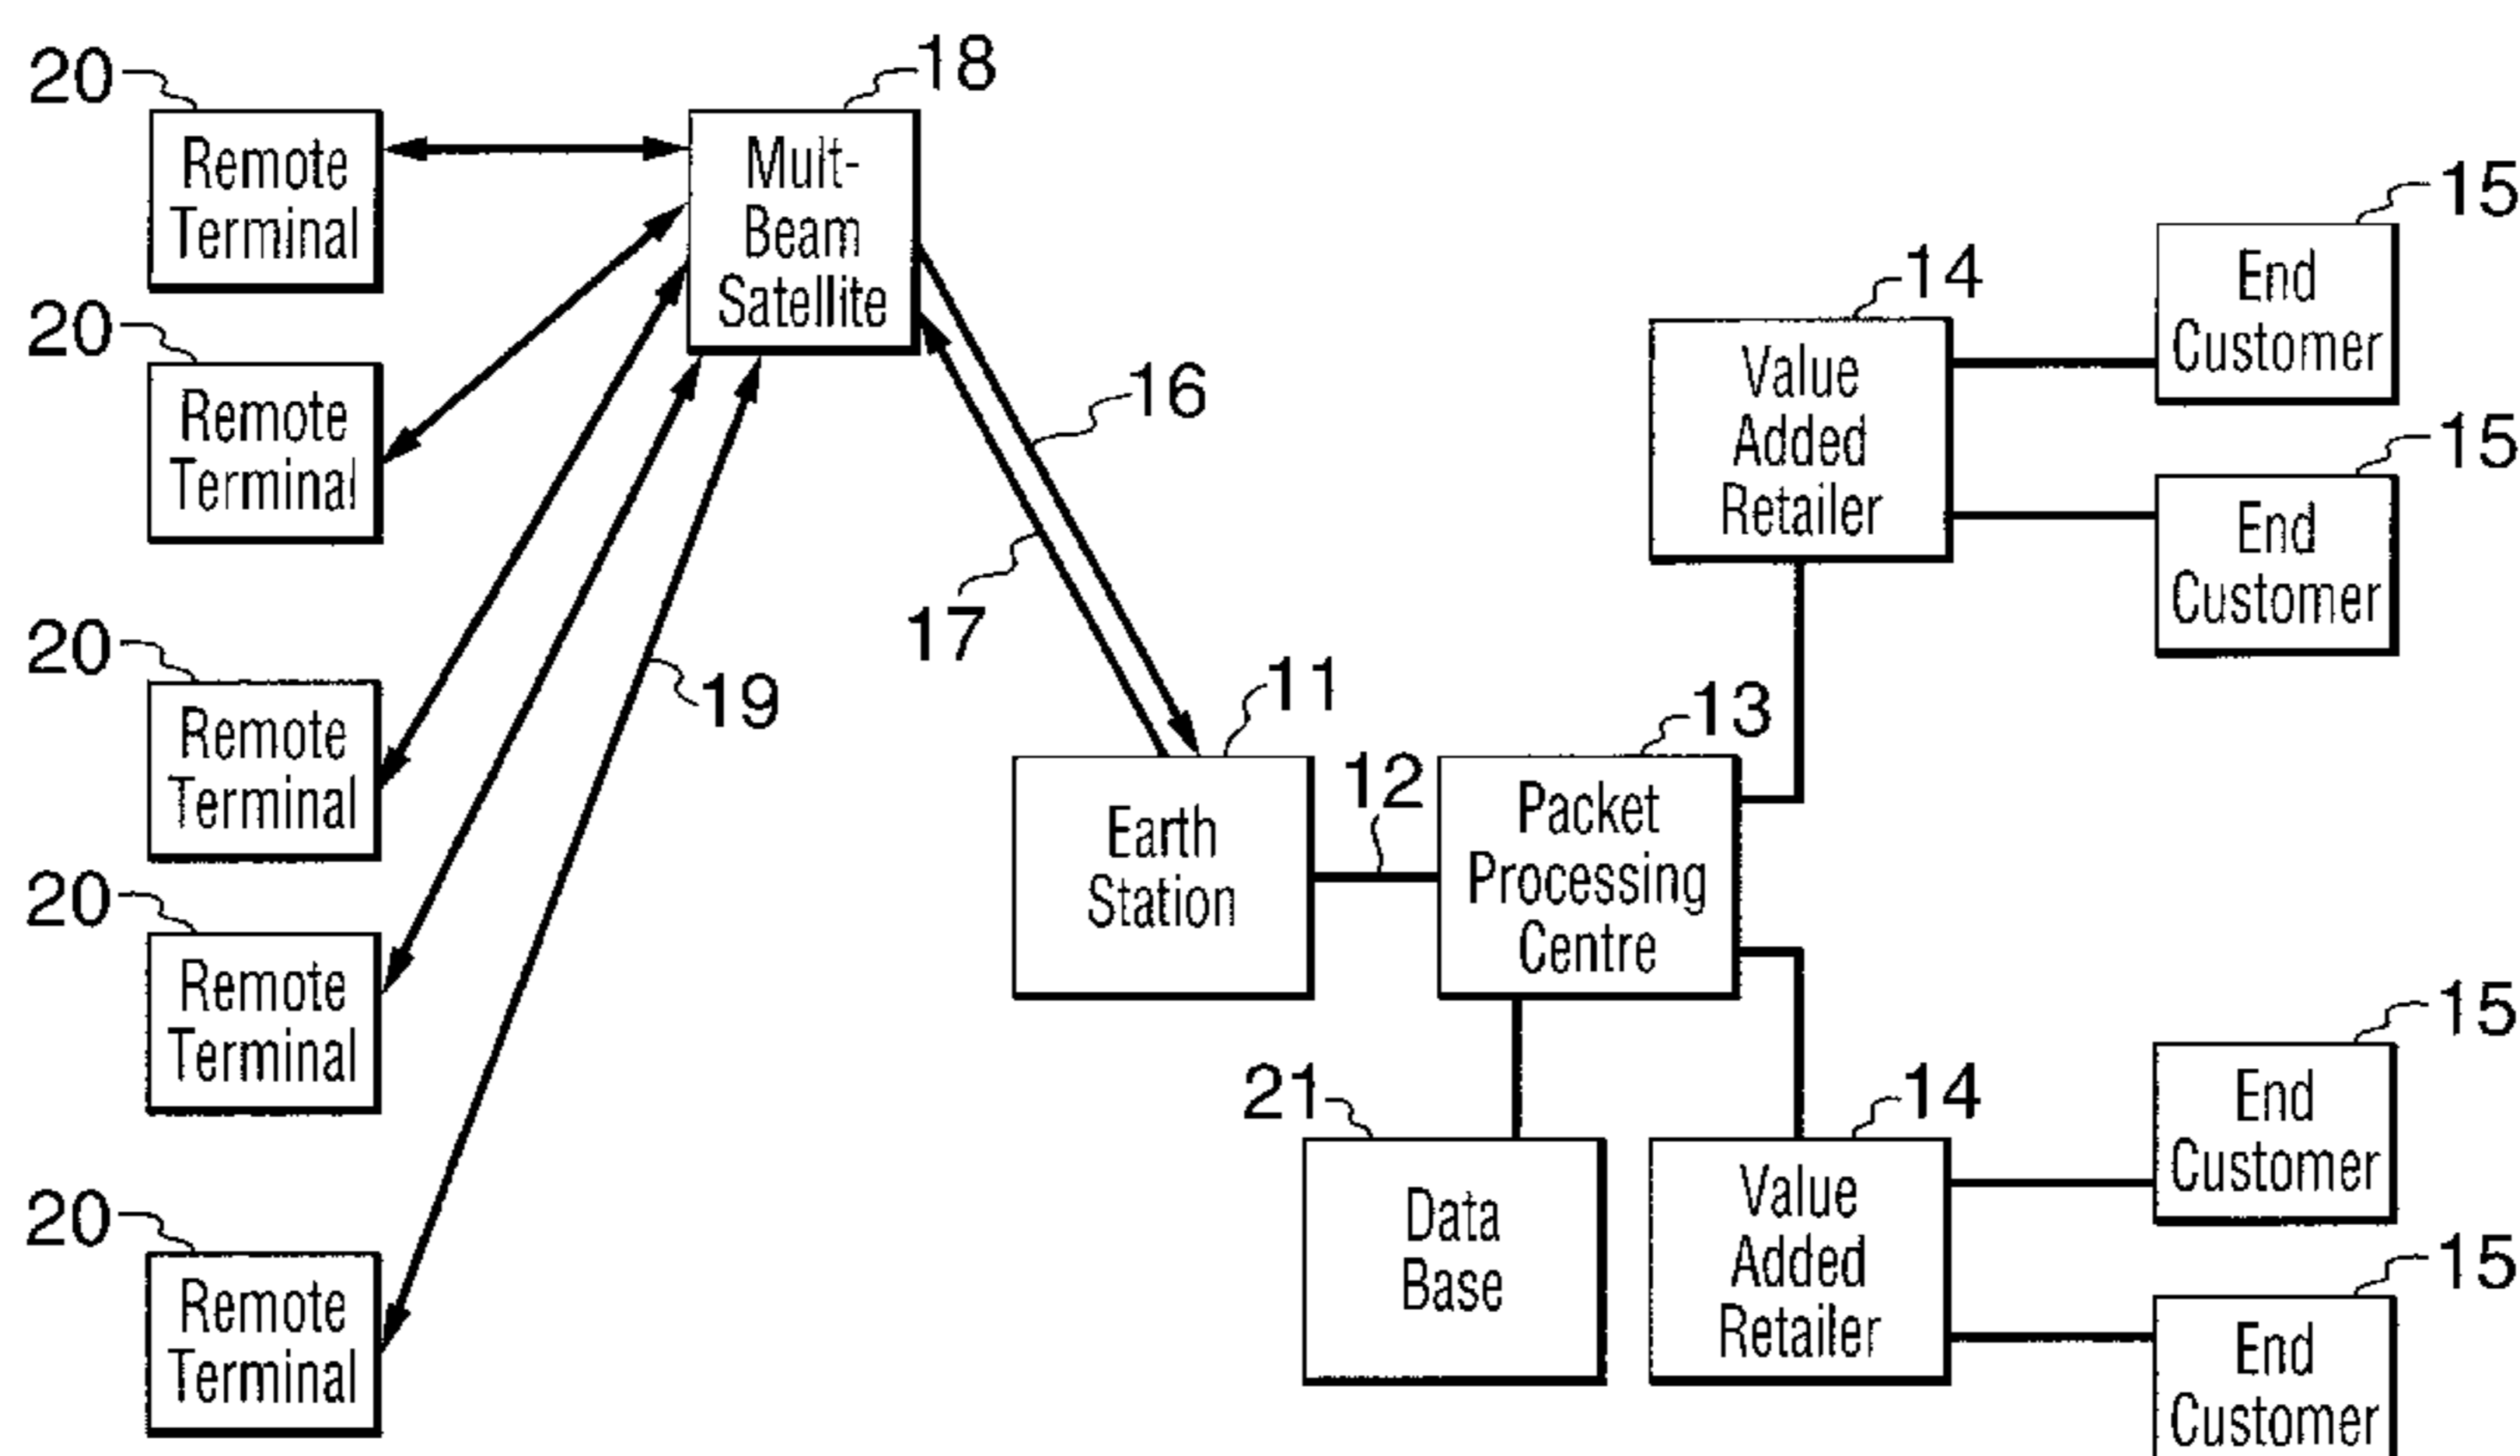 20
Remote
Terminal
20
Remote
Terminal
20
Remote
Terminal
20
Remote
Terminal
20
Remote
Terminal
18
Mult-
Beam
Satellite
16
17
19
11
Earth
Station
12
13
Packet
Processing
Centre
21
Data
Base
14
Value
Added
Retailer
15
End
Customer
15
End
Customer
14
Value
Added
Retailer
15
End
Customer
15
End
Customer